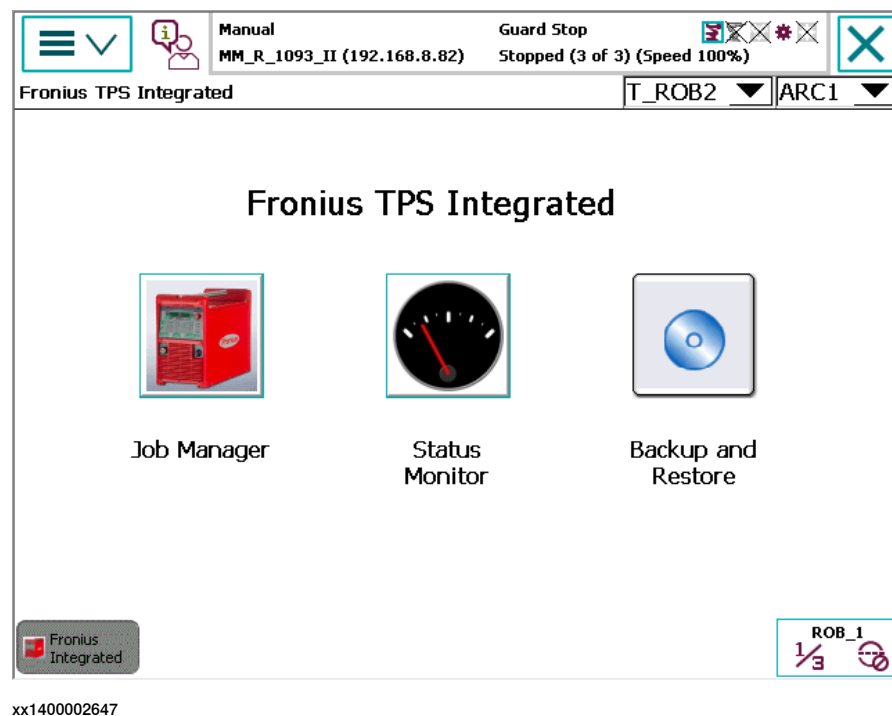 Manual
Guard Stop
MM_R_1093_II (192.168.8.82)
Stopped (3 of 3) (Speed 100%)
Fronius TPS Integrated
T_ROB2
ARC1
Fronius TPS Integrated
Job Manager
Status
Monitor
Backup and
Restore
Fronius
Integrated
ROB_1
1/3
xx1400002647